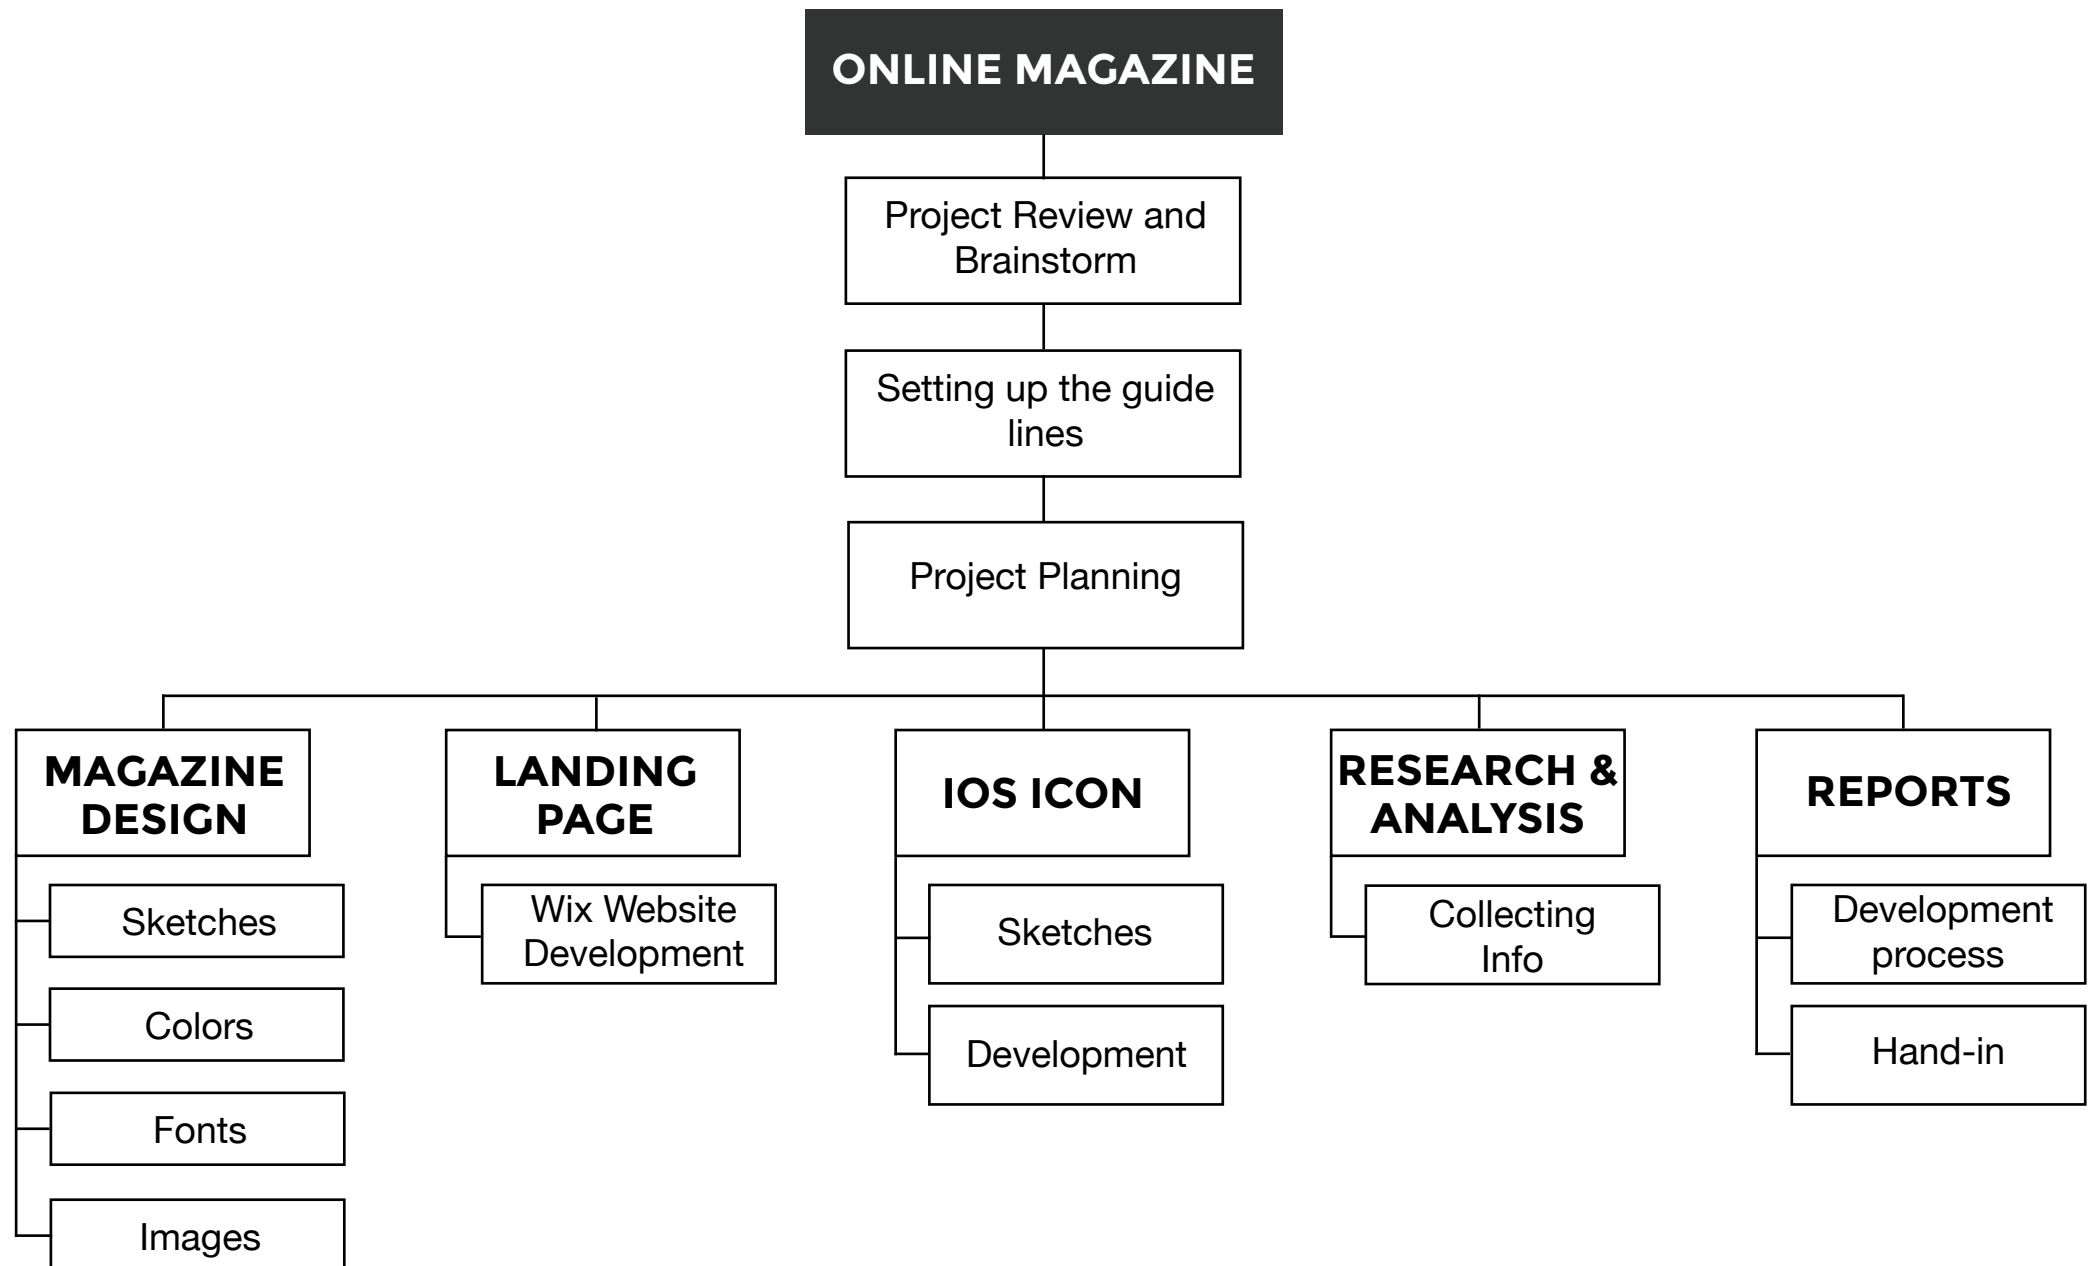 ONLINE MAGAZINE
Project Review and
Brainstorm
Setting up the guide
lines
Project Planning
MAGAZINE
DESIGN
Sketches
Colors
Fonts
Images
LANDING
PAGE
Wix Website
Development
IOS ICON
Sketches
Development
RESEARCH &
ANALYSIS
Collecting
Info
REPORTS
Development
process
Hand-in